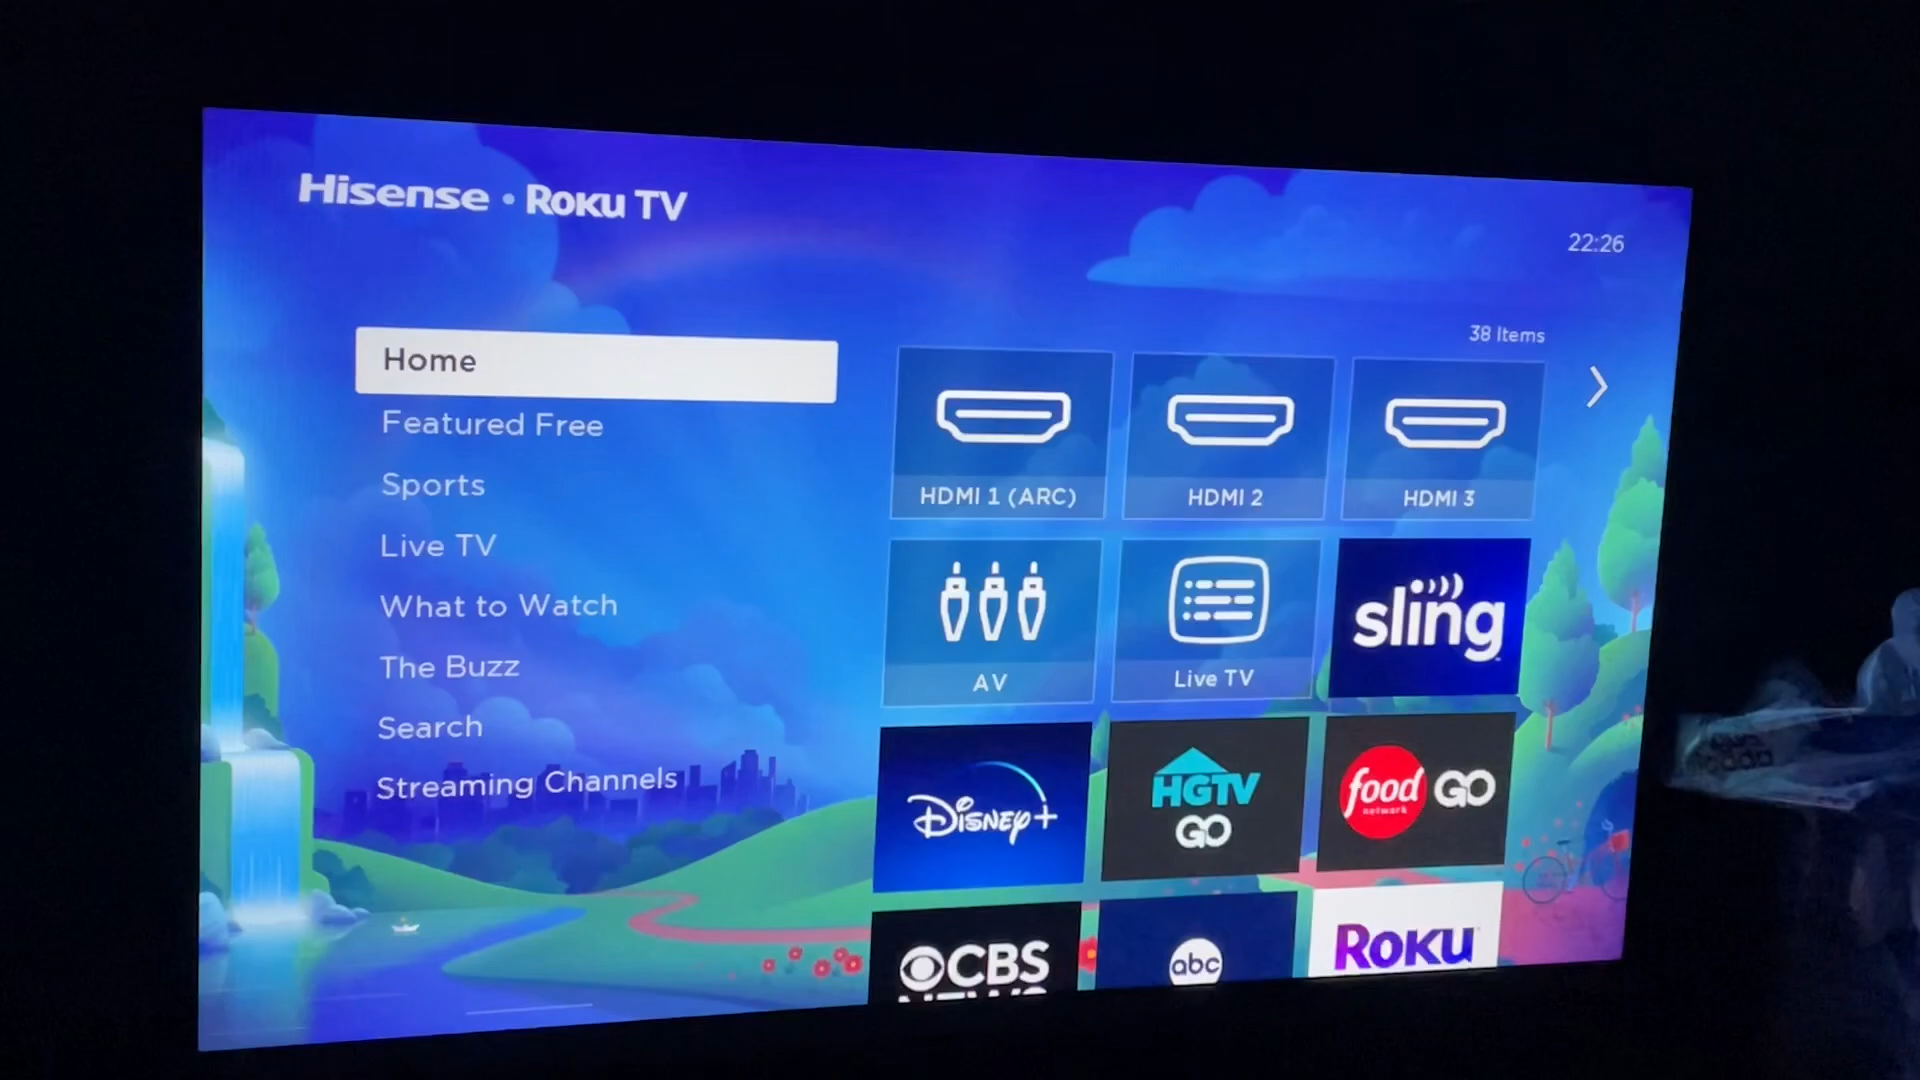 Hisense • Roku TV
22:26
38 Items
Home
Featured Free
Sports
Live TV
What to Watch
The Buzz
Search
Streaming Channels
HDMI 1 (ARC)
HDMI 2
HDMI 3
AV
Live TV
sling
Disney+
HGTV
GO
food
network
GO
CBS
NEWS
abc
Roku